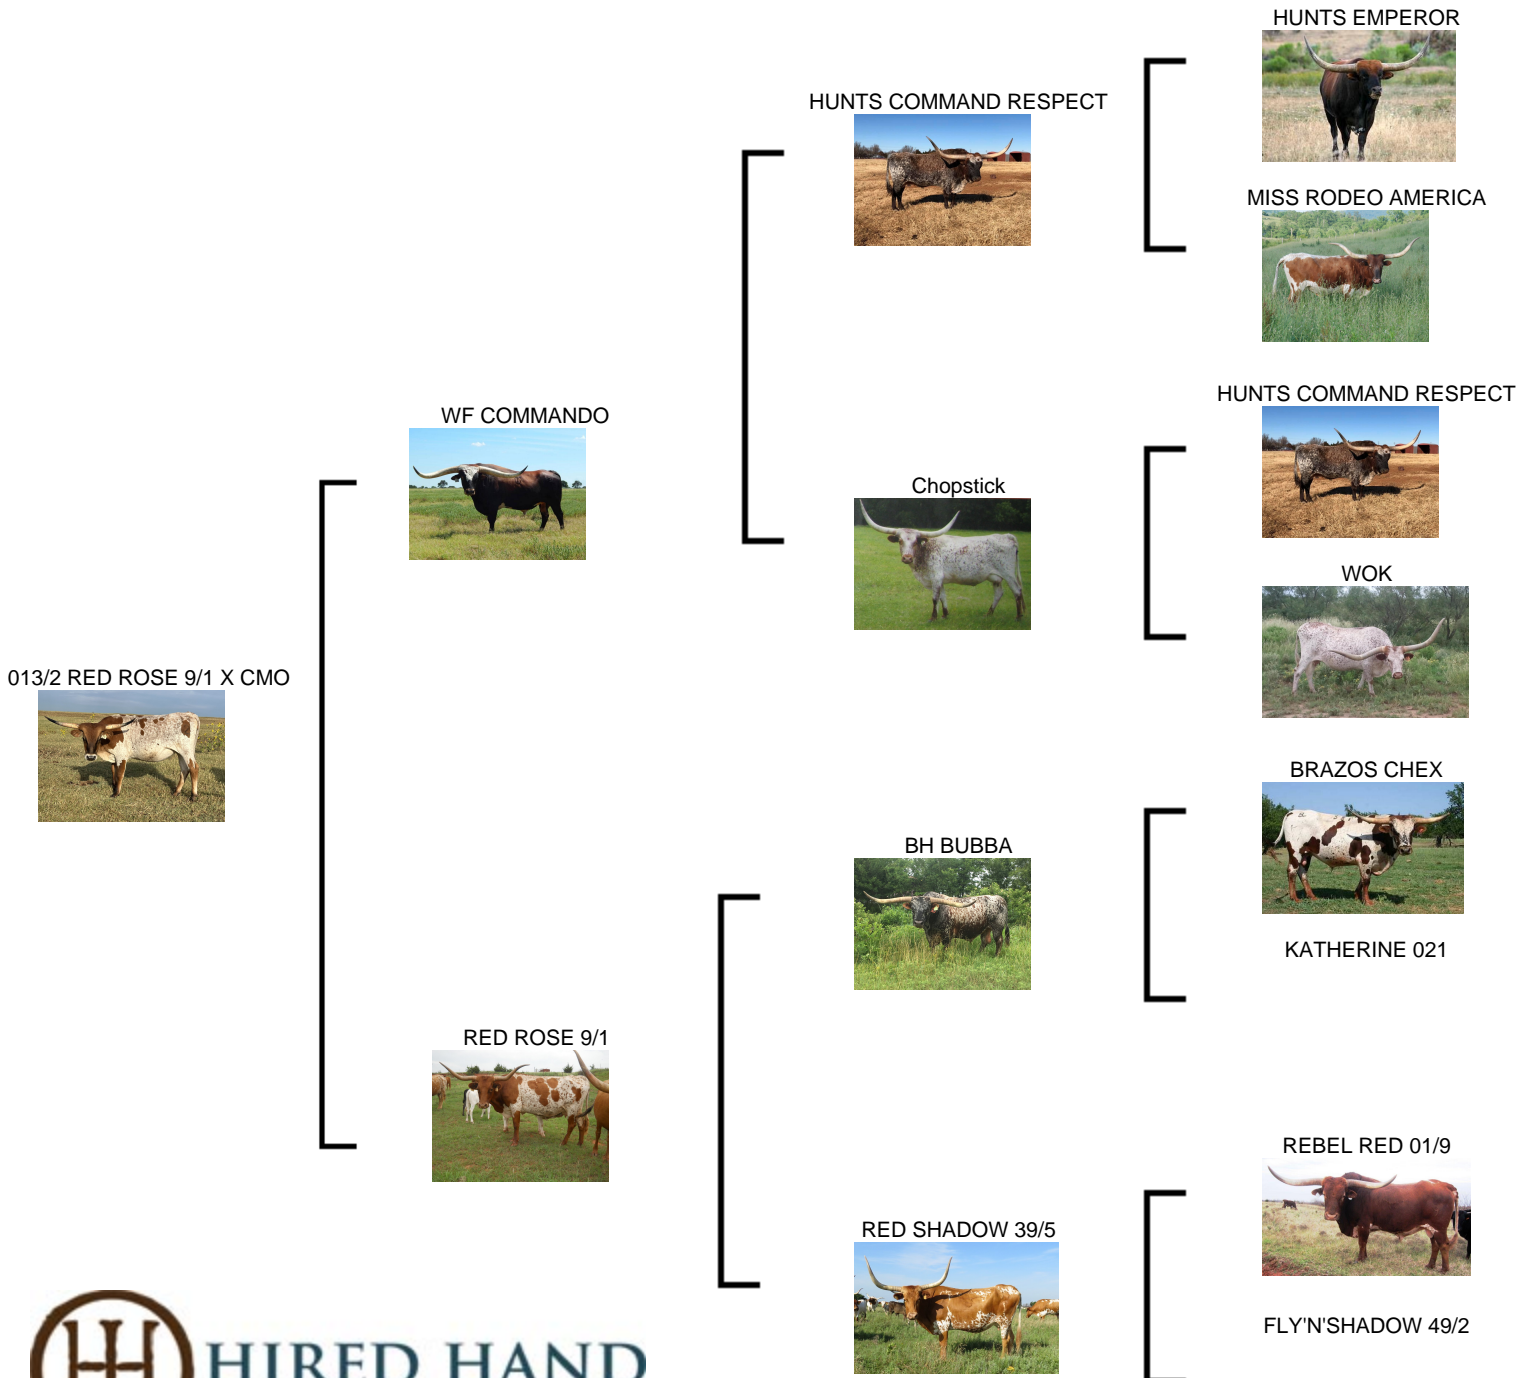 HUNTS EMPEROR
HUNTS COMMAND RESPECT
MISS RODEO AMERICA
HUNTS COMMAND RESPECT
WF COMMANDO
Chopstick
WOK
013/2 RED ROSE 9/1 X CMO
BRAZOS CHEX
BH BUBBA
KATHERINE 021
RED ROSE 9/1
REBEL RED 01/9
RED SHADOW 39/5
FLY'N'SHADOW 49/2
HIRED HAND